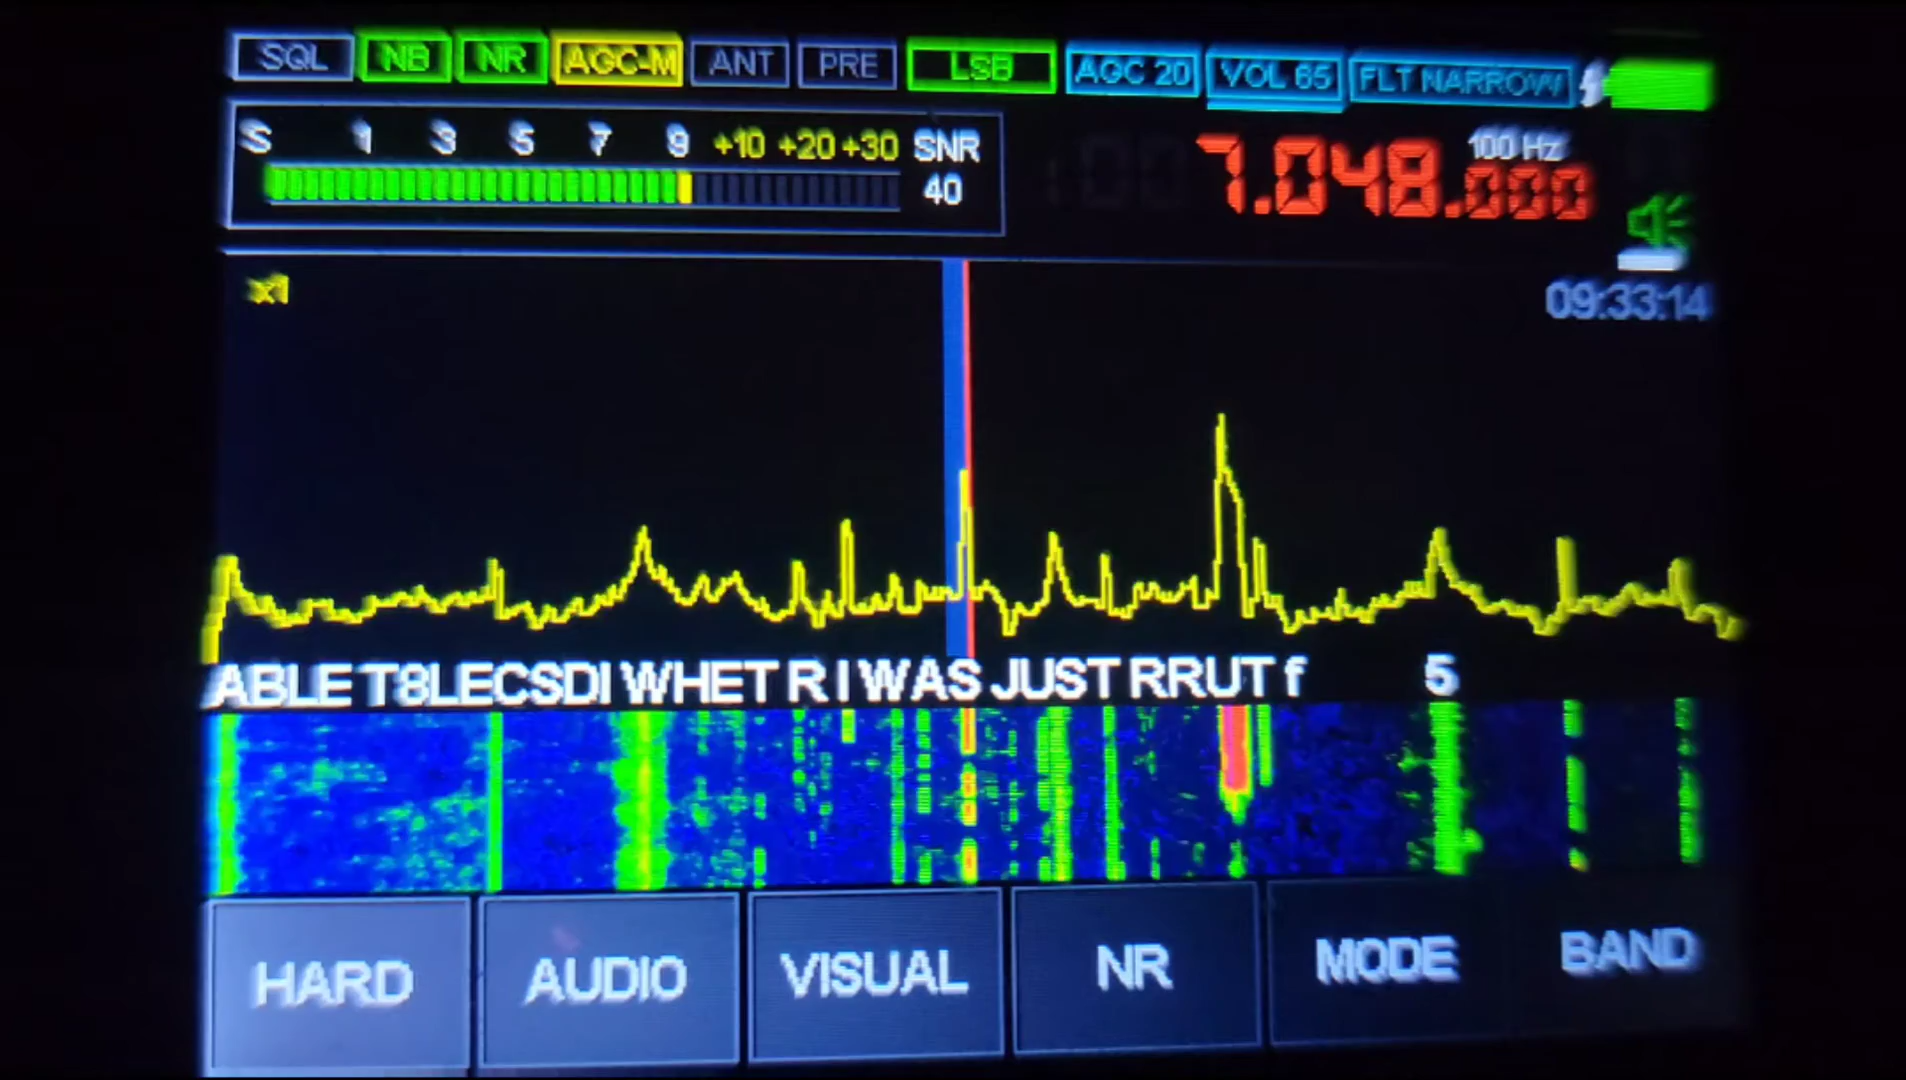 SQL NB NR AGC-M ANT PRE LSB AGC 20 VOL 65 FLT NARROW
S 1 3 5 7 9 +10 +20 +30 SNR
40
100 Hz
7.048.000
x1
09:33:14
ABLE T8LECSDI WHET R I WAS JUST RRUT f 5
HARD AUDIO VISUAL NR MODE BAND